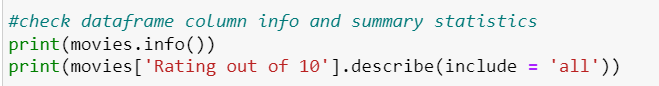 #check dataframe column info and summary statistics
print(movies.info())
print(movies['Rating out of 10'].describe(include = 'all'))